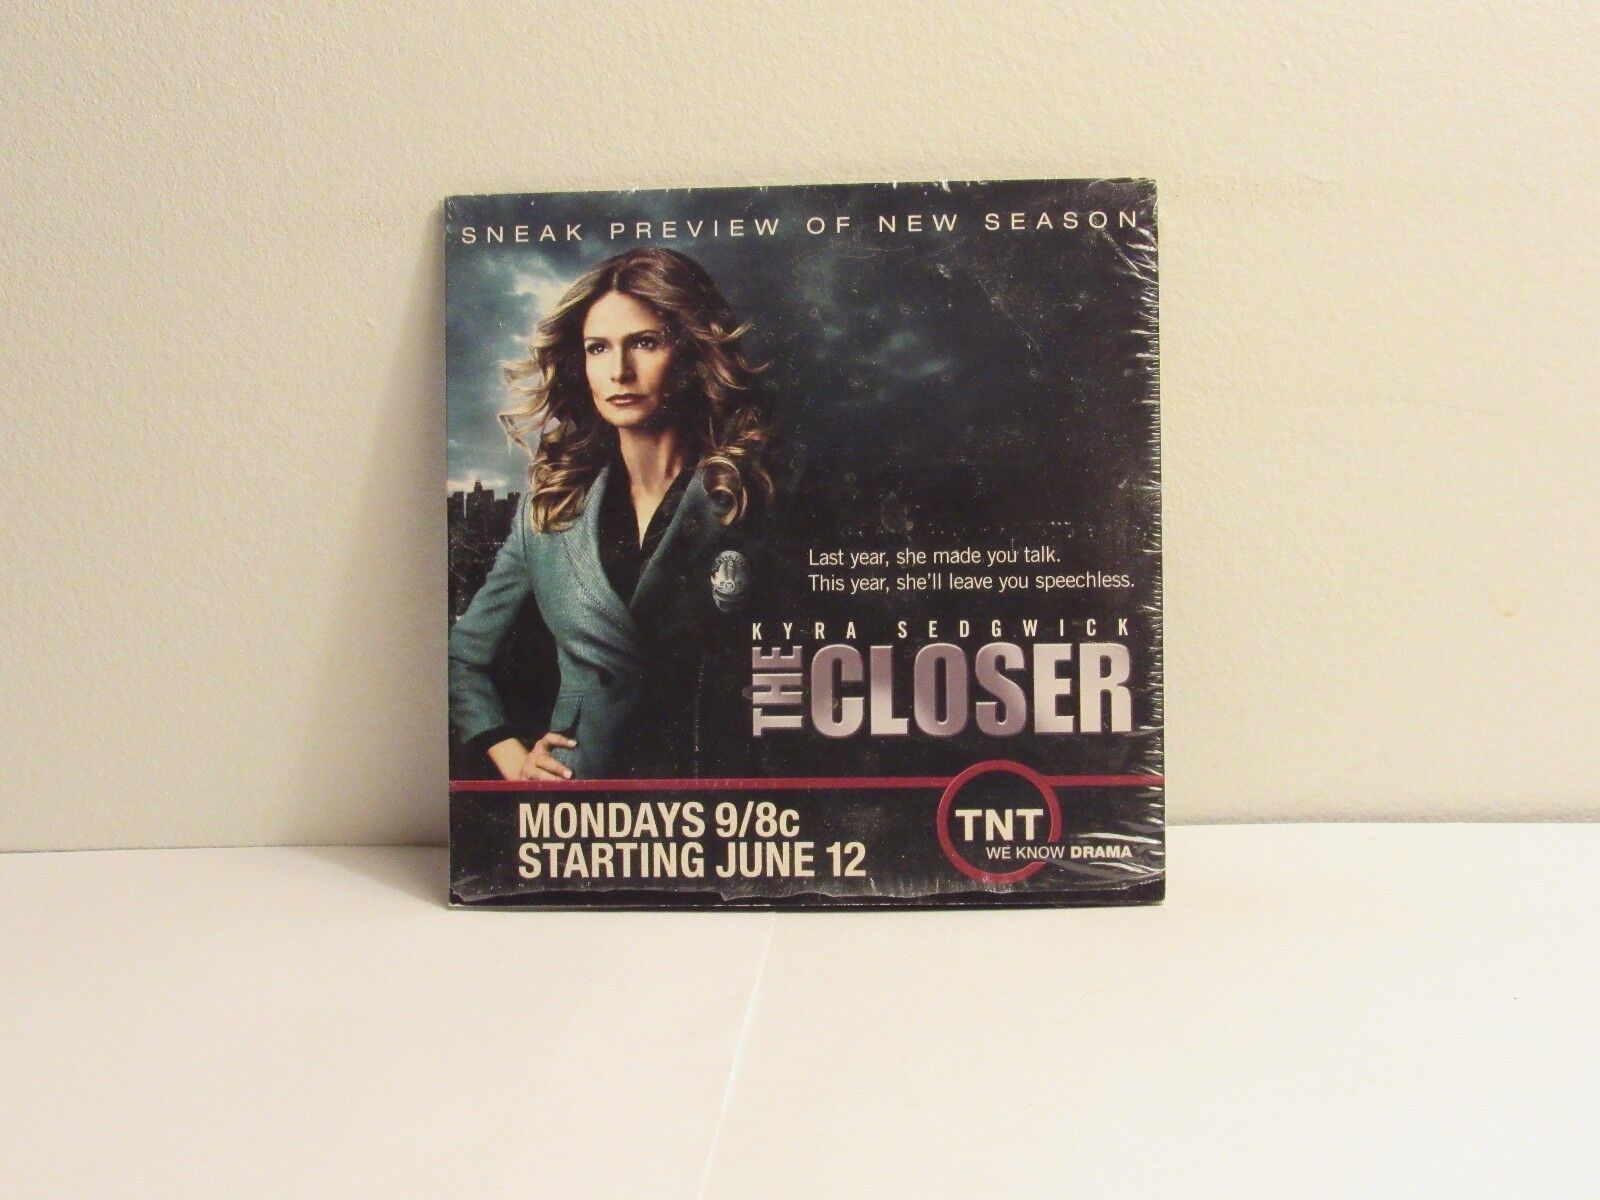 SNEAK PREVIEW OF NEW SEASON
Last year, she made you talk.
This year, she'll leave you speechless.
KYRA SEDGWICK
THE CLOSER
MONDAYS 9/8c
STARTING JUNE 12
TNT
WE KNOW DRAMA